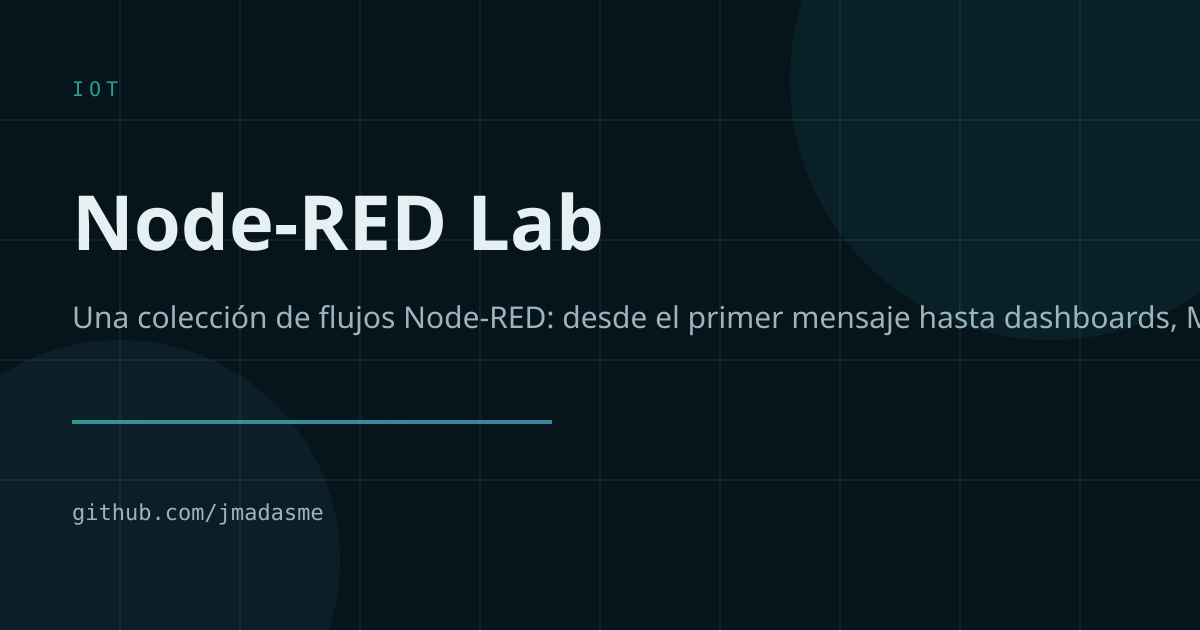 IOT
Node-RED Lab
Una colección de flujos Node-RED: desde el primer mensaje hasta dashboards,
github.com/jmadasme